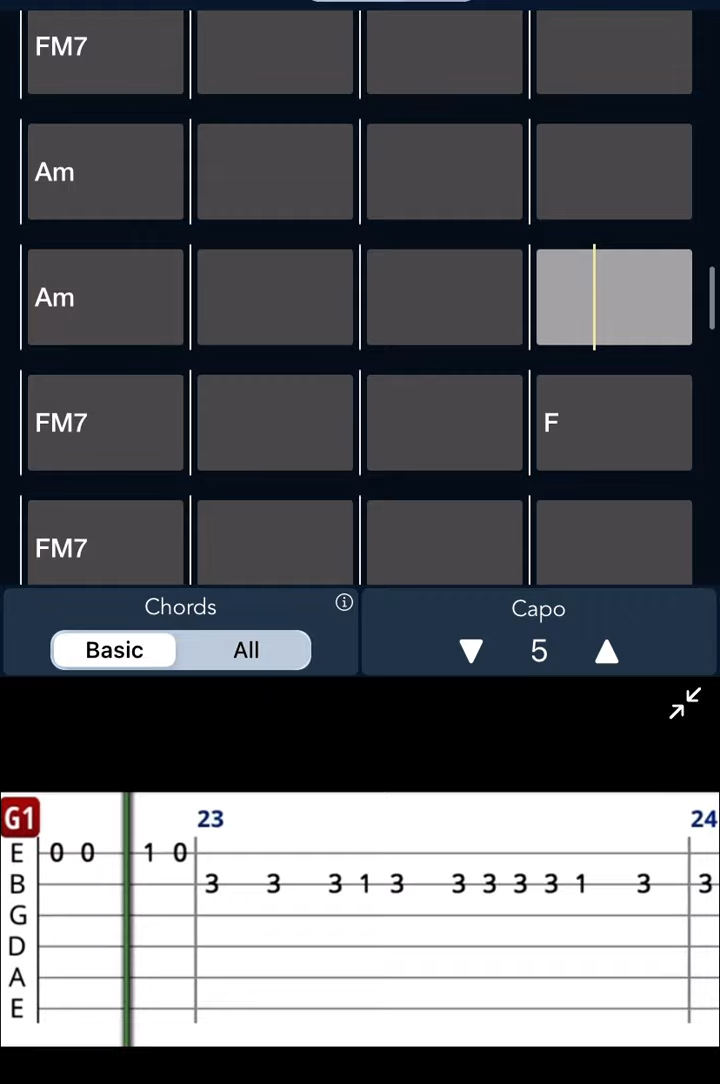 FM7
Am
Am
FM7 F
FM7
Chords ⓘ Capo
Basic All ▼ 5 ▲
G1 23 24
E 0 0 1 0
B 3 3 3 1 3 3 3 3 3 1 3 3
G
D
A
E